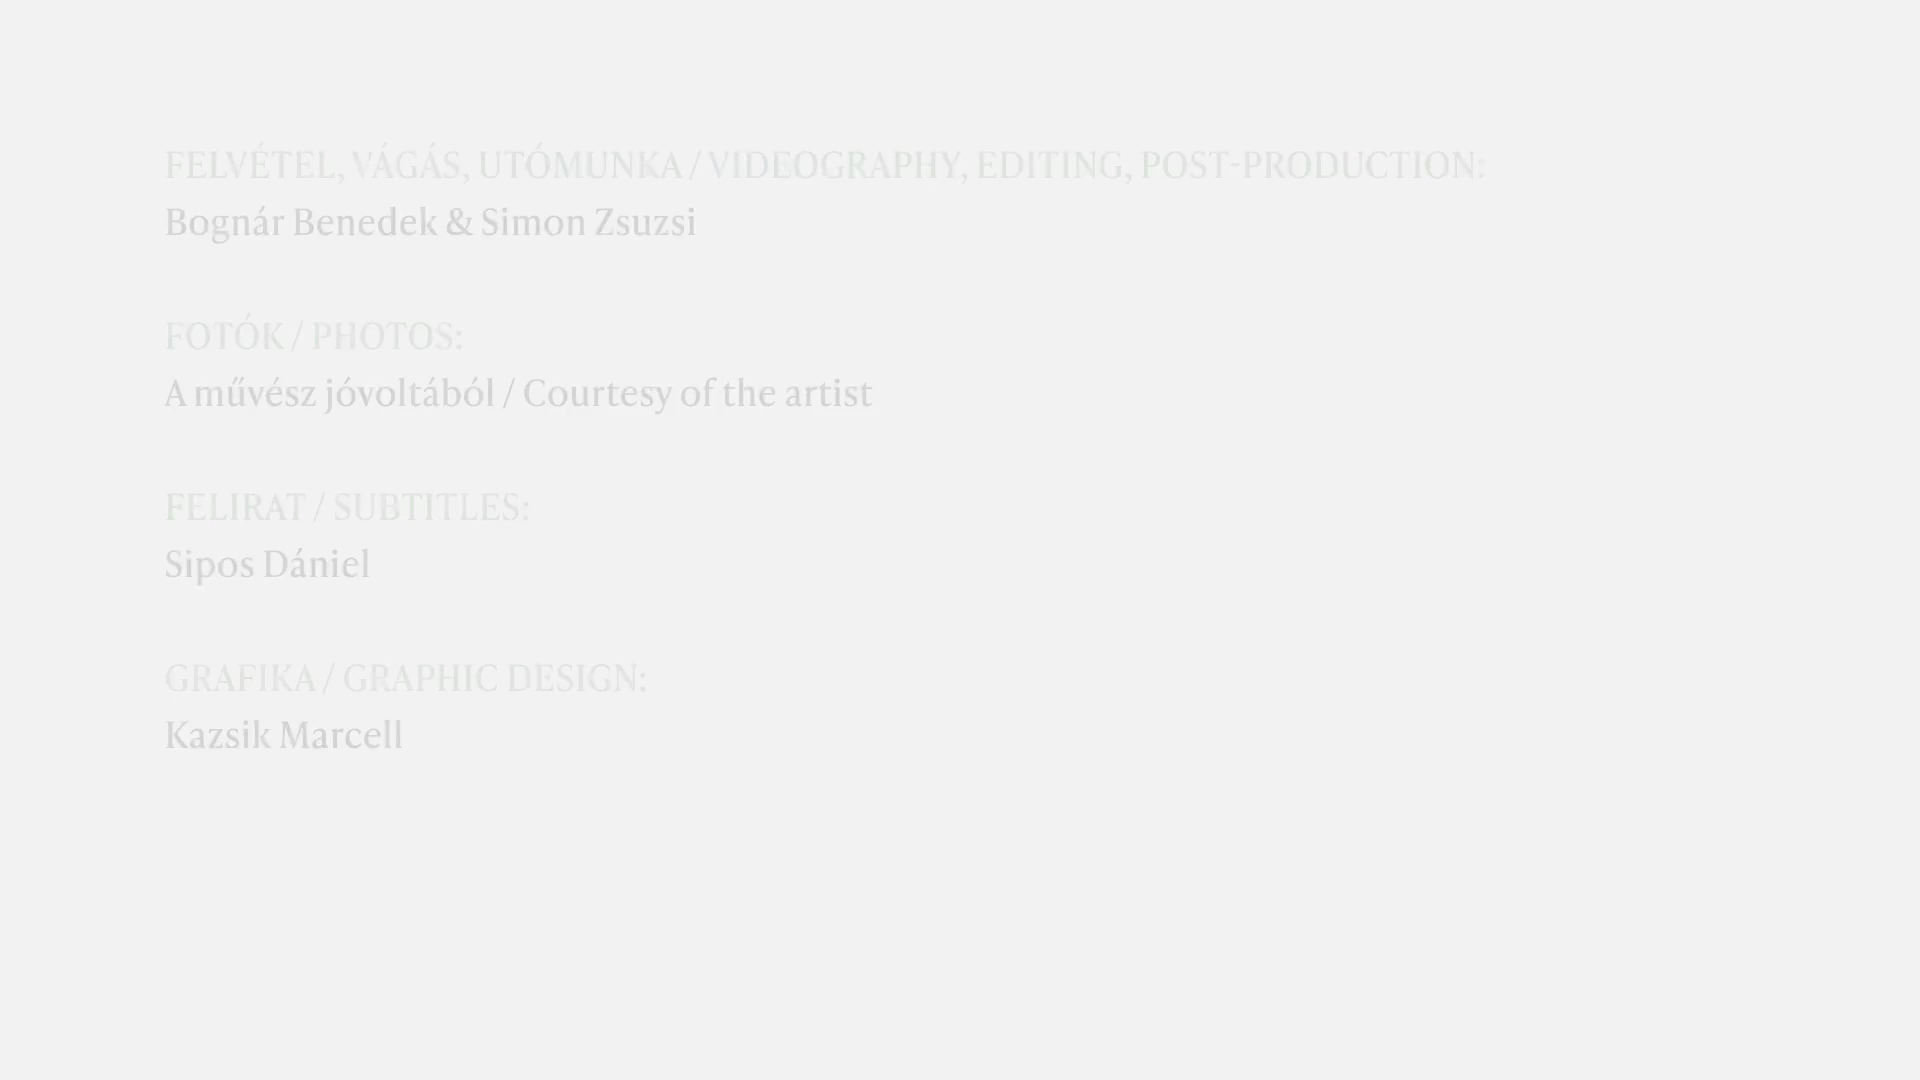 FELVÉTEL, VÁGÁS, UTÓMUNKA / VIDEOGRAPHY, EDITING, POST-PRODUCTION:
Bognár Benedek & Simon Zsuzsi
FOTÓK / PHOTOS:
A művész jóvoltából / Courtesy of the artist
FELIRAT / SUBTITLES:
Sipos Dániel
GRAFIKA / GRAPHIC DESIGN:
Kazsik Marcell